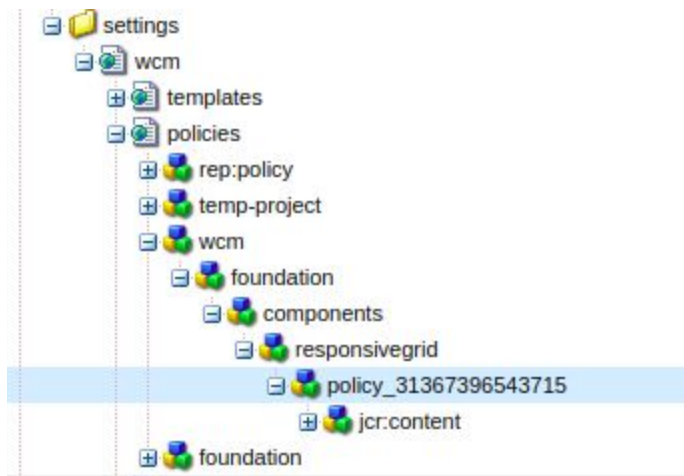 settings
wcm
templates
policies
rep:policy
temp-project
wcm
foundation
components
responsivegrid
policy_31367396543715
jcr:content
foundation